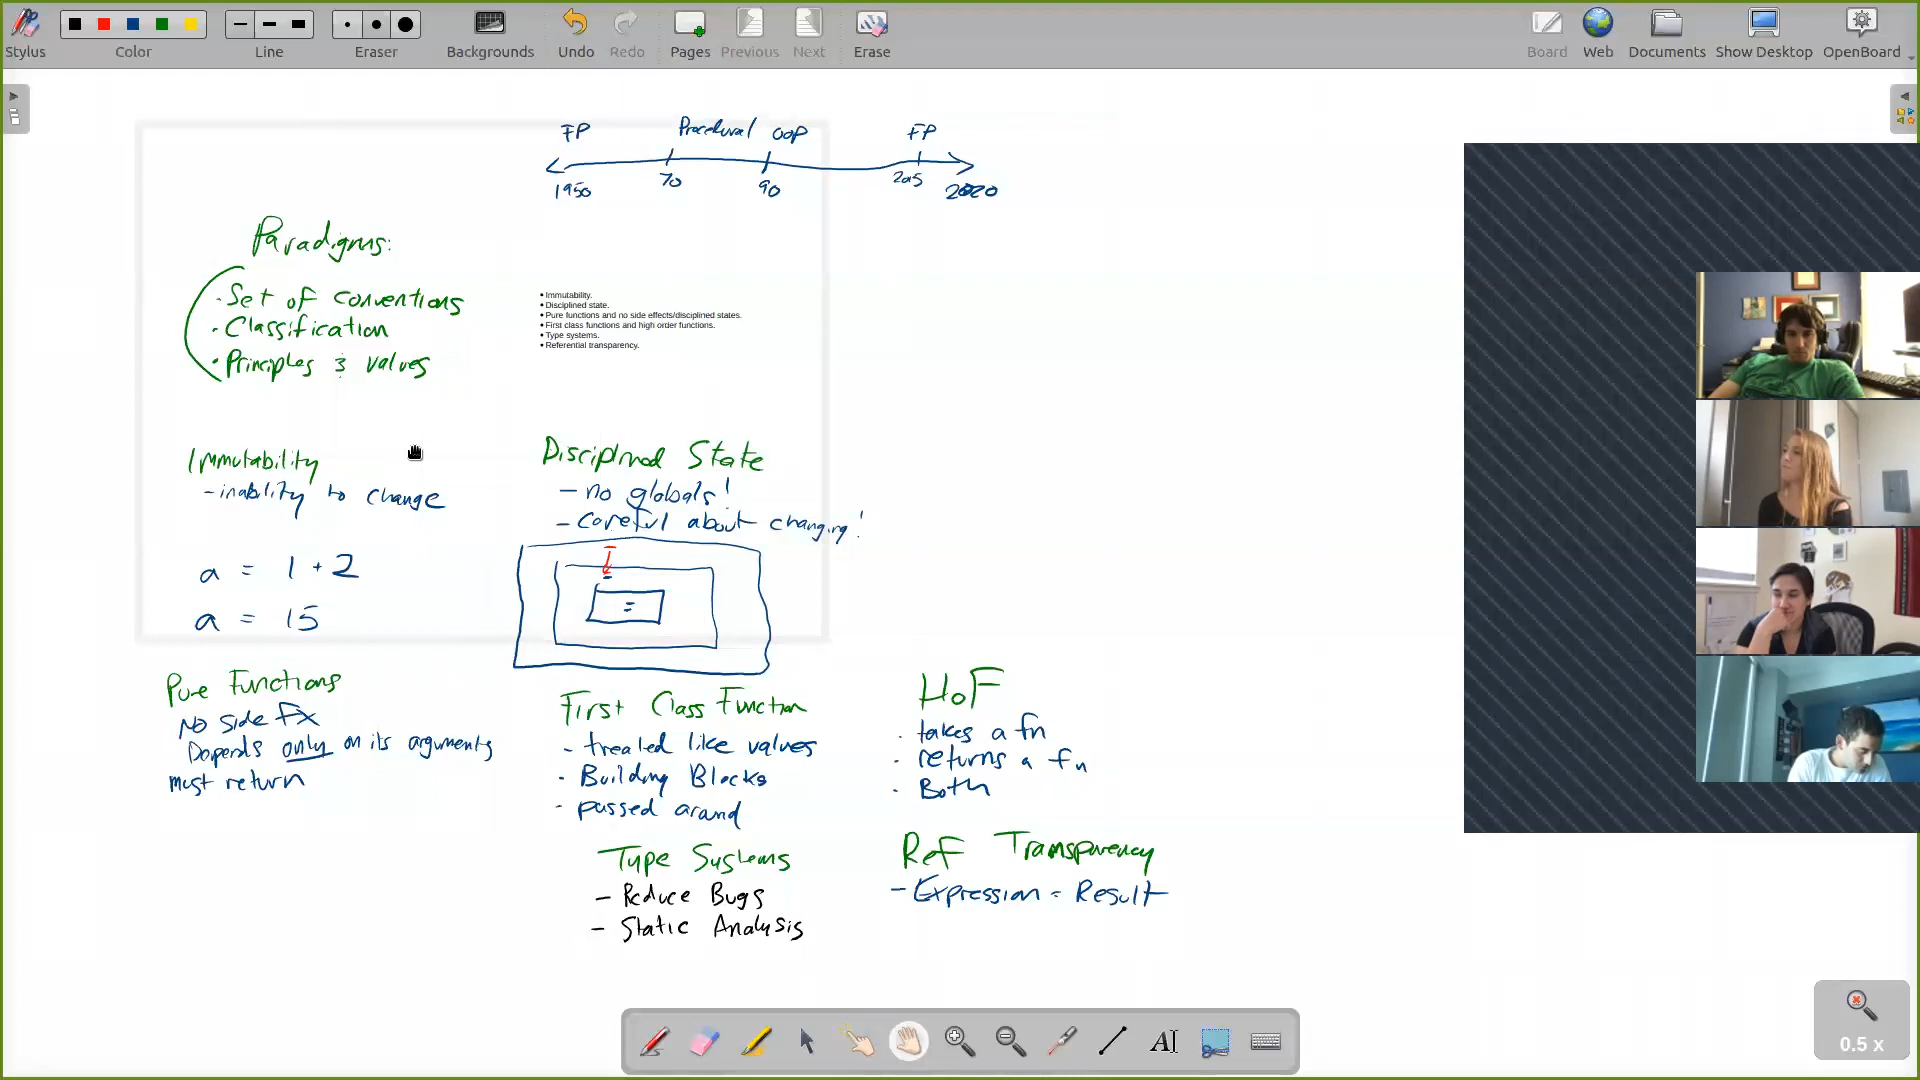 Stylus
Color
Line
Eraser
Backgrounds
Undo
Redo
Pages
Previous
Next
Erase
Board
Web
Documents
Show Desktop
OpenBoard
FP Procedural OOP FP
1950 70 90 2015 2020
Paradigms:
· Set of conventions
· Classification
· Principles & values
• Immutability.
• Disciplined state.
• Pure functions and no side effects/disciplined states.
• First class functions and high order functions.
• Type systems.
• Referential transparency.
Immutability
- inability to change
a = 1 + 2
a = 15
Disciplined State
- no globals!
- Careful about changing!
=
Pure Functions
No side fx
Depends only on its arguments
must return
First Class Function
- treated like values
· Building Blocks
· passed around
HoF
· takes a fn
· returns a fn
· Both
Type Systems
- Reduce Bugs
- Static Analysis
Ref Transparency
- Expression = Result
0.5 x